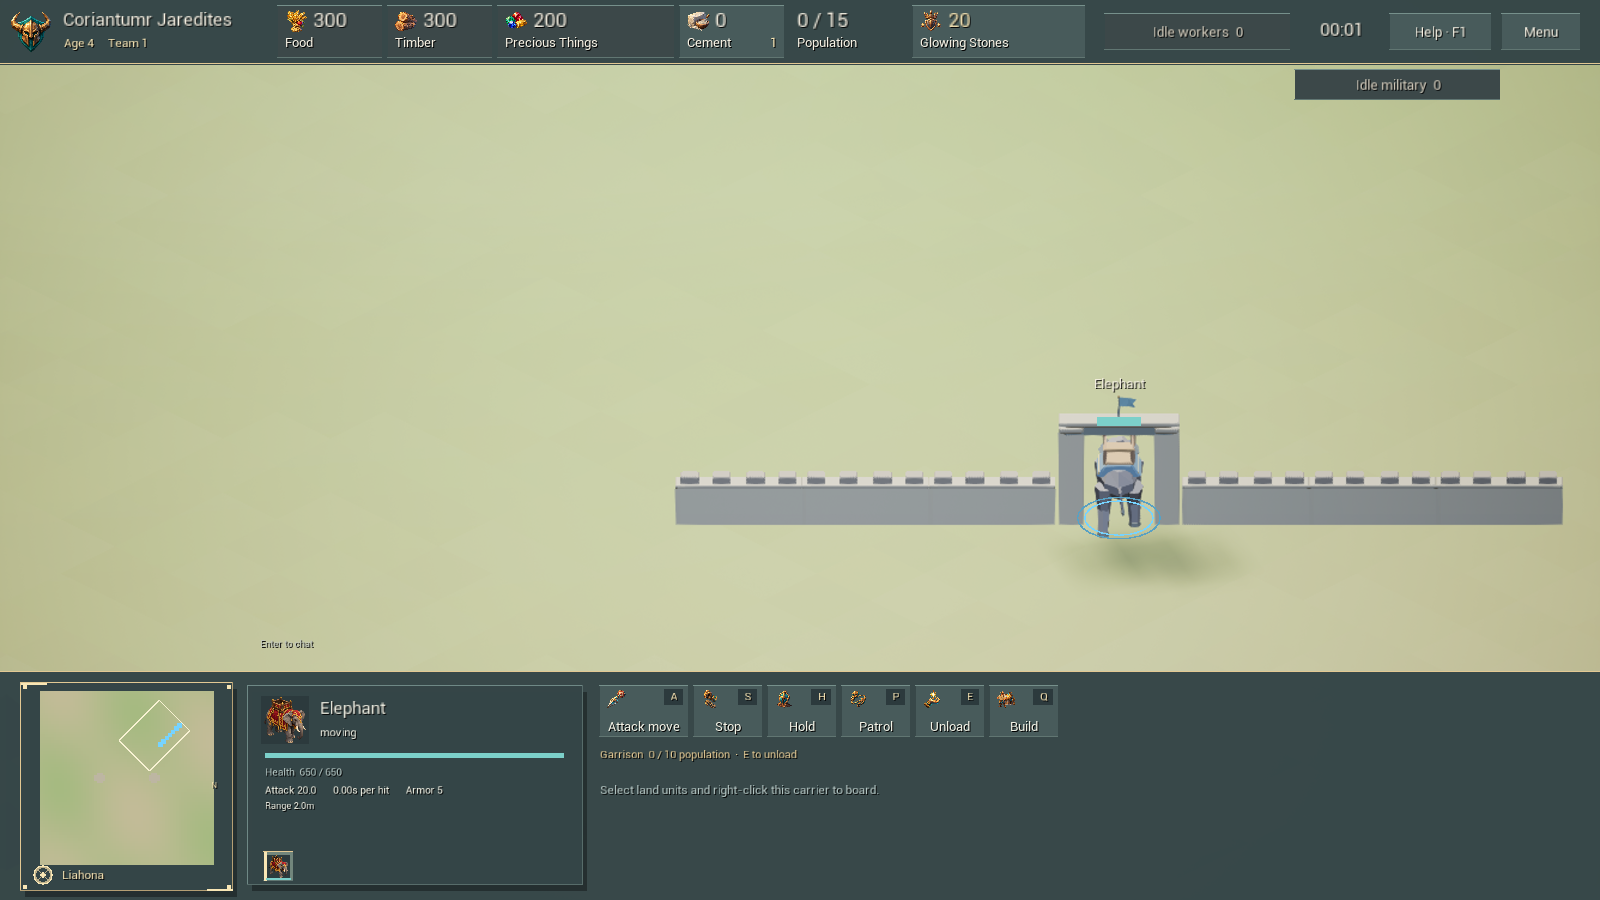 Coriantumr Jaredites
Age 4 Team 1
300
Food
300
Timber
200
Precious Things
0
Cement 1
0 / 15
Population
20
Glowing Stones
Idle workers 0
00:01
Help · F1
Menu
Idle military 0
Elephant
Enter to chat
N
Liahona
Elephant
moving
Health 650 / 650
Attack 20.0 0.00s per hit Armor 5
Range 2.0m
A
Attack move
S
Stop
H
Hold
P
Patrol
E
Unload
Q
Build
Garrison 0 / 10 population · E to unload
Select land units and right-click this carrier to board.